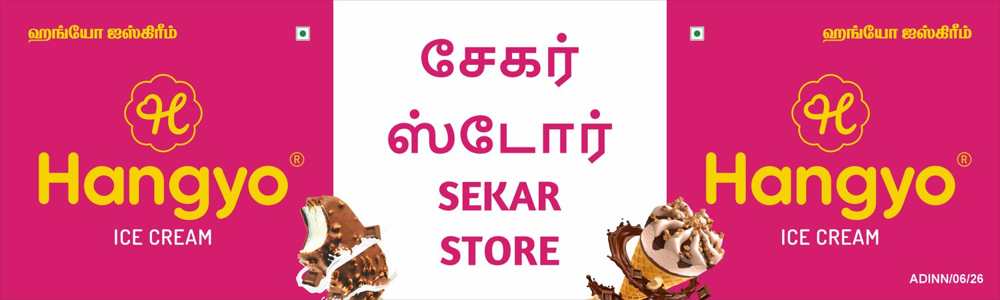 ஹங்யோ ஐஸ்கிரீம்
H
Hangyo®
ICE CREAM
சேகர்
ஸ்டோர்
SEKAR
STORE
ஹங்யோ ஐஸ்கிரீம்
H
Hangyo®
ICE CREAM
ADINN/06/26